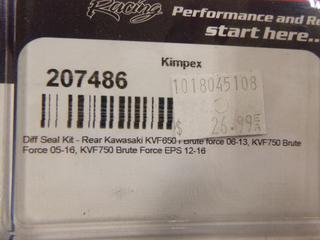 Racing
Performance and Re
start here...
Kimpex
207486
1018045108
$ 26.99 EA
Diff Seal Kit - Rear Kawasaki KVF650 I Brute force 06-13, KVF750 Brute
Force 05-16, KVF750 Brute Force EPS 12-16